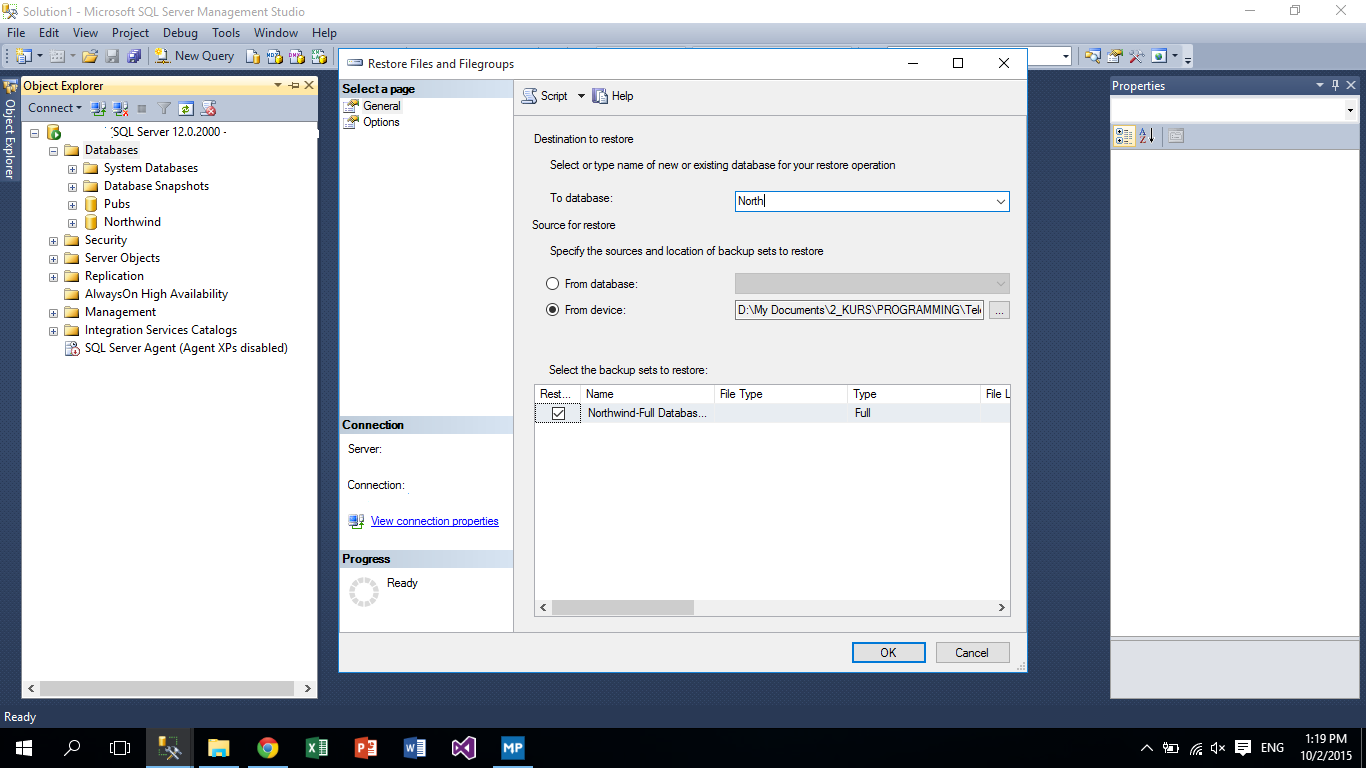 Solution1 - Microsoft SQL Server Management Studio
File Edit View Project Debug Tools Window Help
New Query
Object Explorer
Object Explorer
Connect
SQL Server 12.0.2000 -
Databases
System Databases
Database Snapshots
Pubs
Northwind
Security
Server Objects
Replication
AlwaysOn High Availability
Management
Integration Services Catalogs
SQL Server Agent (Agent XPs disabled)
Restore Files and Filegroups
Select a page
General
Options
Connection
Server:
Connection:
View connection properties
Progress
Ready
Script Help
Destination to restore
Select or type name of new or existing database for your restore operation
To database: North
Source for restore
Specify the sources and location of backup sets to restore
From database:
From device: D:\My Documents\2_KURS\PROGRAMMING\Tel
...
Select the backup sets to restore:
Rest... Name File Type Type File L
Northwind-Full Databas... Full
OK Cancel
Properties
Ready
MP
ENG
1:19 PM
10/2/2015